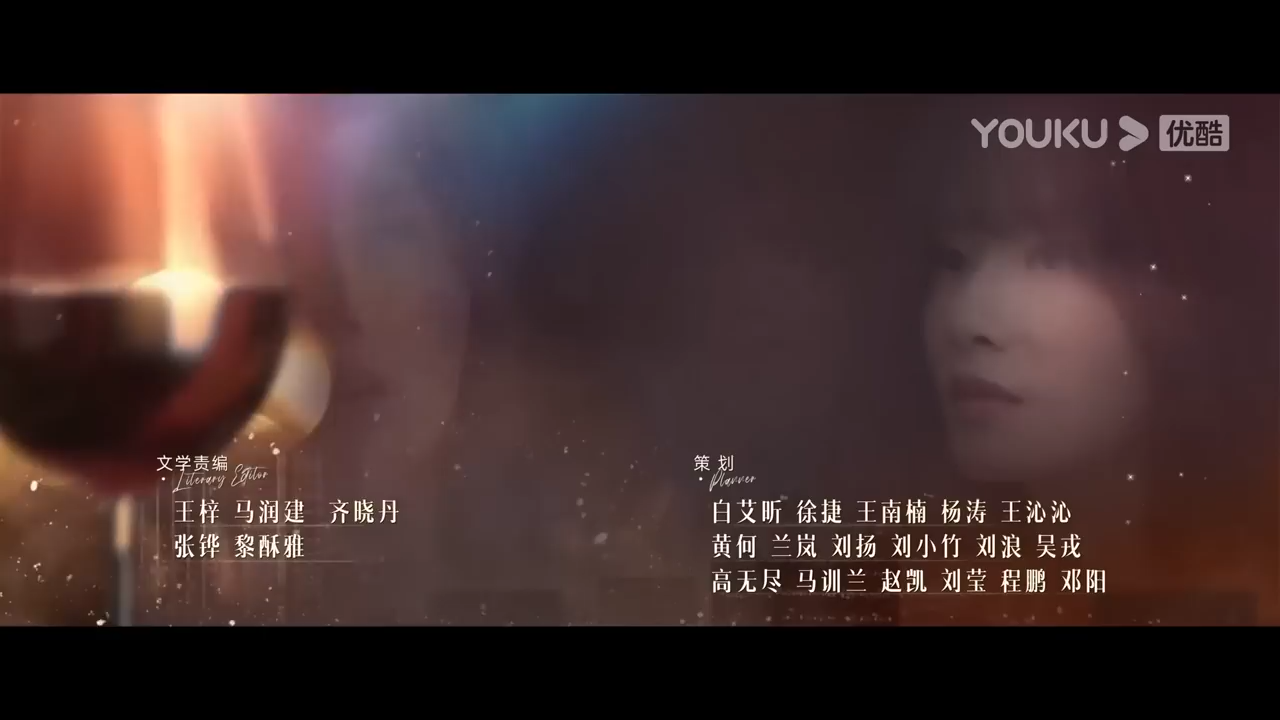 YOUKU 优酷
文学责编
Literary Editor
王梓 马润建 齐晓丹
张铧 黎酥雅
策 划
Planner
白艾昕 徐捷 王南楠 杨涛 王沁沁
黄何 兰岚 刘扬 刘小竹 刘浪 吴戎
高无尽 马训兰 赵凯 刘莹 程鹏 邓阳